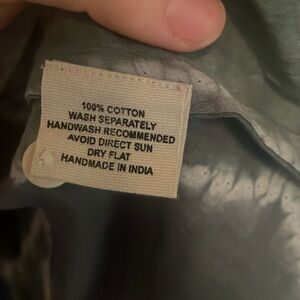 100% COTTON
WASH SEPARATELY
HANDWASH RECOMMENDED
AVOID DIRECT SUN
DRY FLAT
HANDMADE IN INDIA